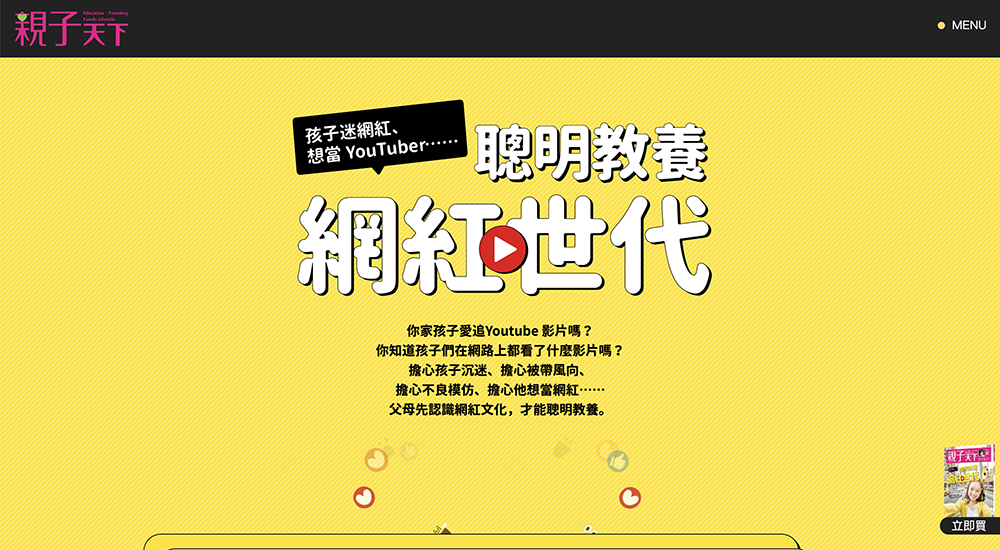 親子天下
Education・Parenting
Family Lifestyle
MENU
孩子迷網紅、
想當 YouTuber⋯⋯
聰明教養
網紅世代
你家孩子愛追Youtube 影片嗎？
你知道孩子們在網路上都看了什麼影片嗎？
擔心孩子沉迷、擔心被帶風向、
擔心不良模仿、擔心他想當網紅⋯⋯
父母先認識網紅文化，才能聰明教養。
親子天下
網紅世代
立即買